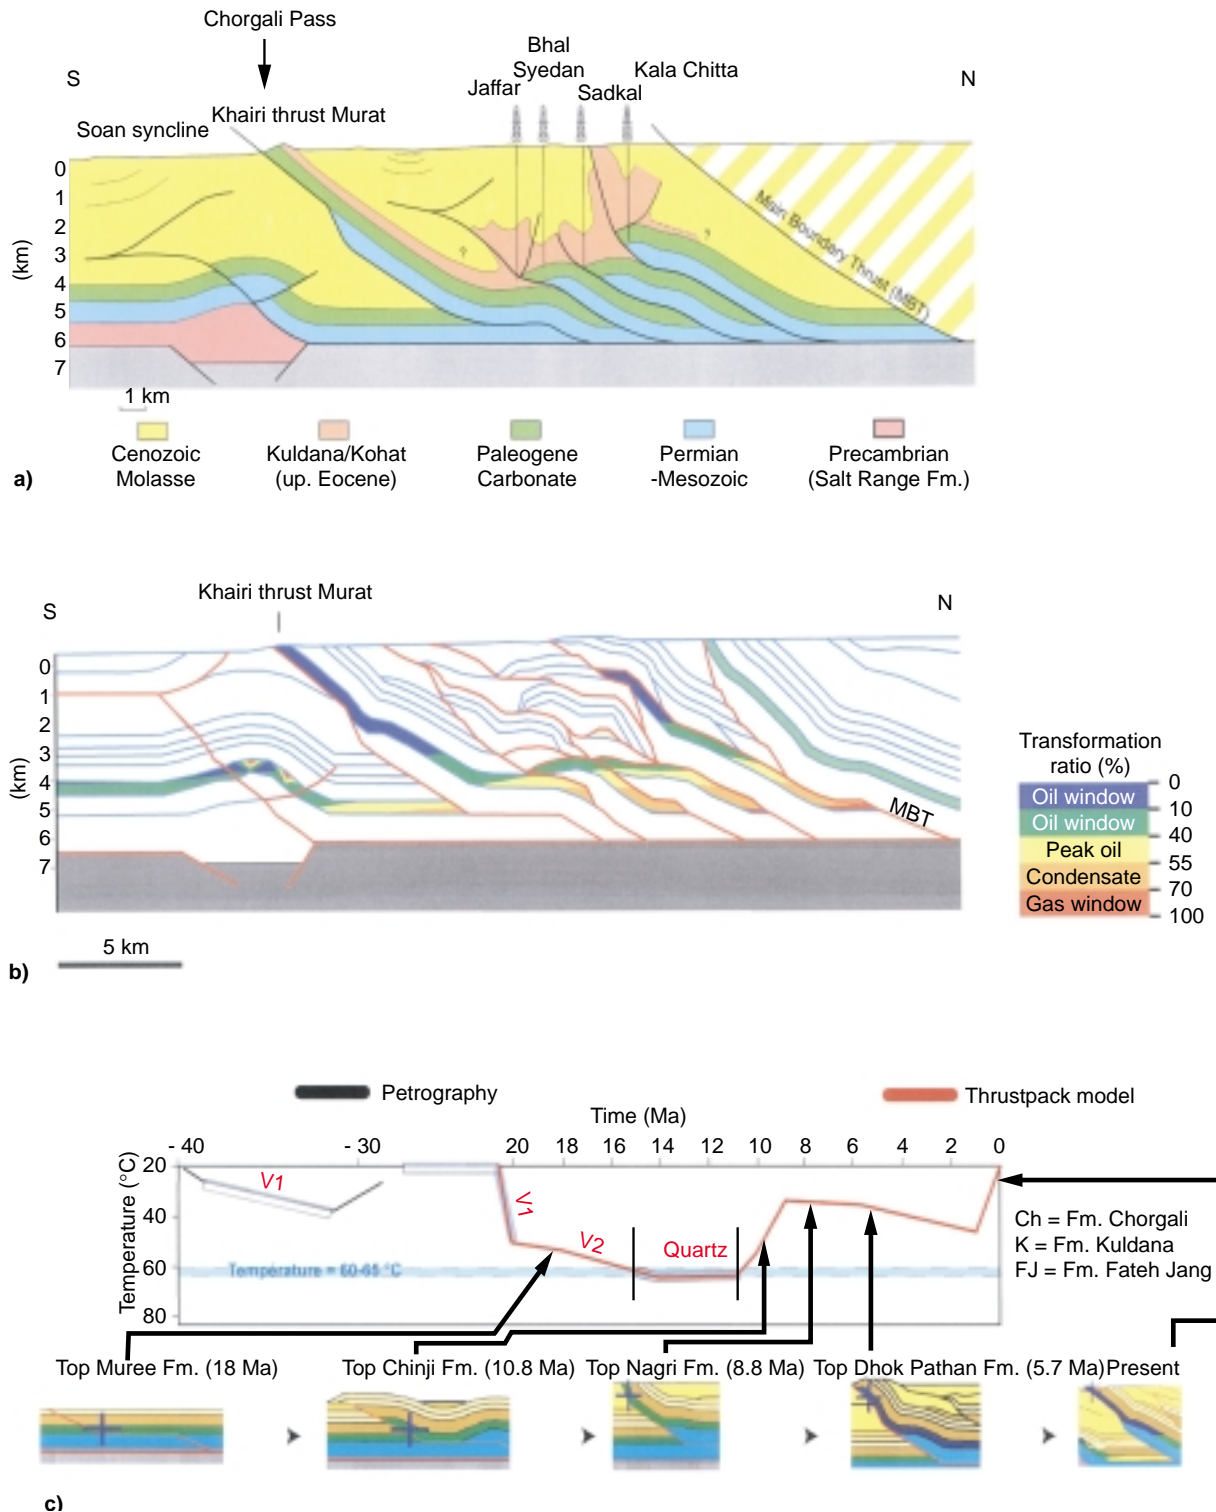 Chorgali Pass
S
Bhal
Syedan
Kala Chitta
N
Jaffar
Sadkal
Khairi thrust Murat
Soan syncline
0
1
2
3
4
5
6
7
(km)
?
?
Main Boundary Thrust (MBT)
1 km
Cenozoic
Molasse
Kuldana/Kohat
(up. Eocene)
Paleogene
Carbonate
Permian
-Mesozoic
Precambrian
(Salt Range Fm.)
a)
S
Khairi thrust Murat
N
0
1
2
3
4
5
6
7
(km)
MBT
Transformation
ratio (%)
0
Oil window
10
Oil window
40
Peak oil
55
Condensate
70
Gas window
100
5 km
b)
Petrography
Thrustpack model
Time (Ma)
- 40 - 30 20 18 16 14 12 10 8 6 4 2 0
Temperature (°C)
20
40
60
80
V1
V1
V2
Quartz
Température = 60-65 °C
Ch = Fm. Chorgali
K = Fm. Kuldana
FJ = Fm. Fateh Jang
Top Muree Fm. (18 Ma) Top Chinji Fm. (10.8 Ma) Top Nagri Fm. (8.8 Ma) Top Dhok Pathan Fm. (5.7 Ma) Present
c)